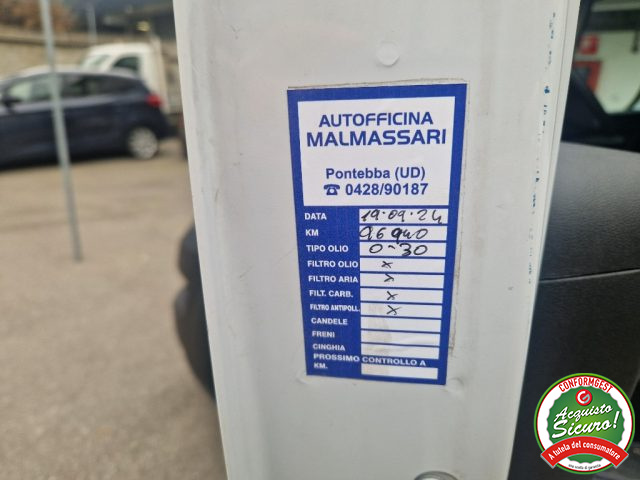 AUTOFFICINA
MALMASSARI
Pontebba (UD)
☎ 0428/90187
DATA 19.09.24
KM 96940
TIPO OLIO 0-30
FILTRO OLIO x
FILTRO ARIA x
FILT. CARB. x
FILTRO ANTIPOLL. x
CANDELE
FRENI
CINGHIA
PROSSIMO CONTROLLO A
KM.
CONFORMGEST
Acquisto
Sicuro!
A tutela del consumatore